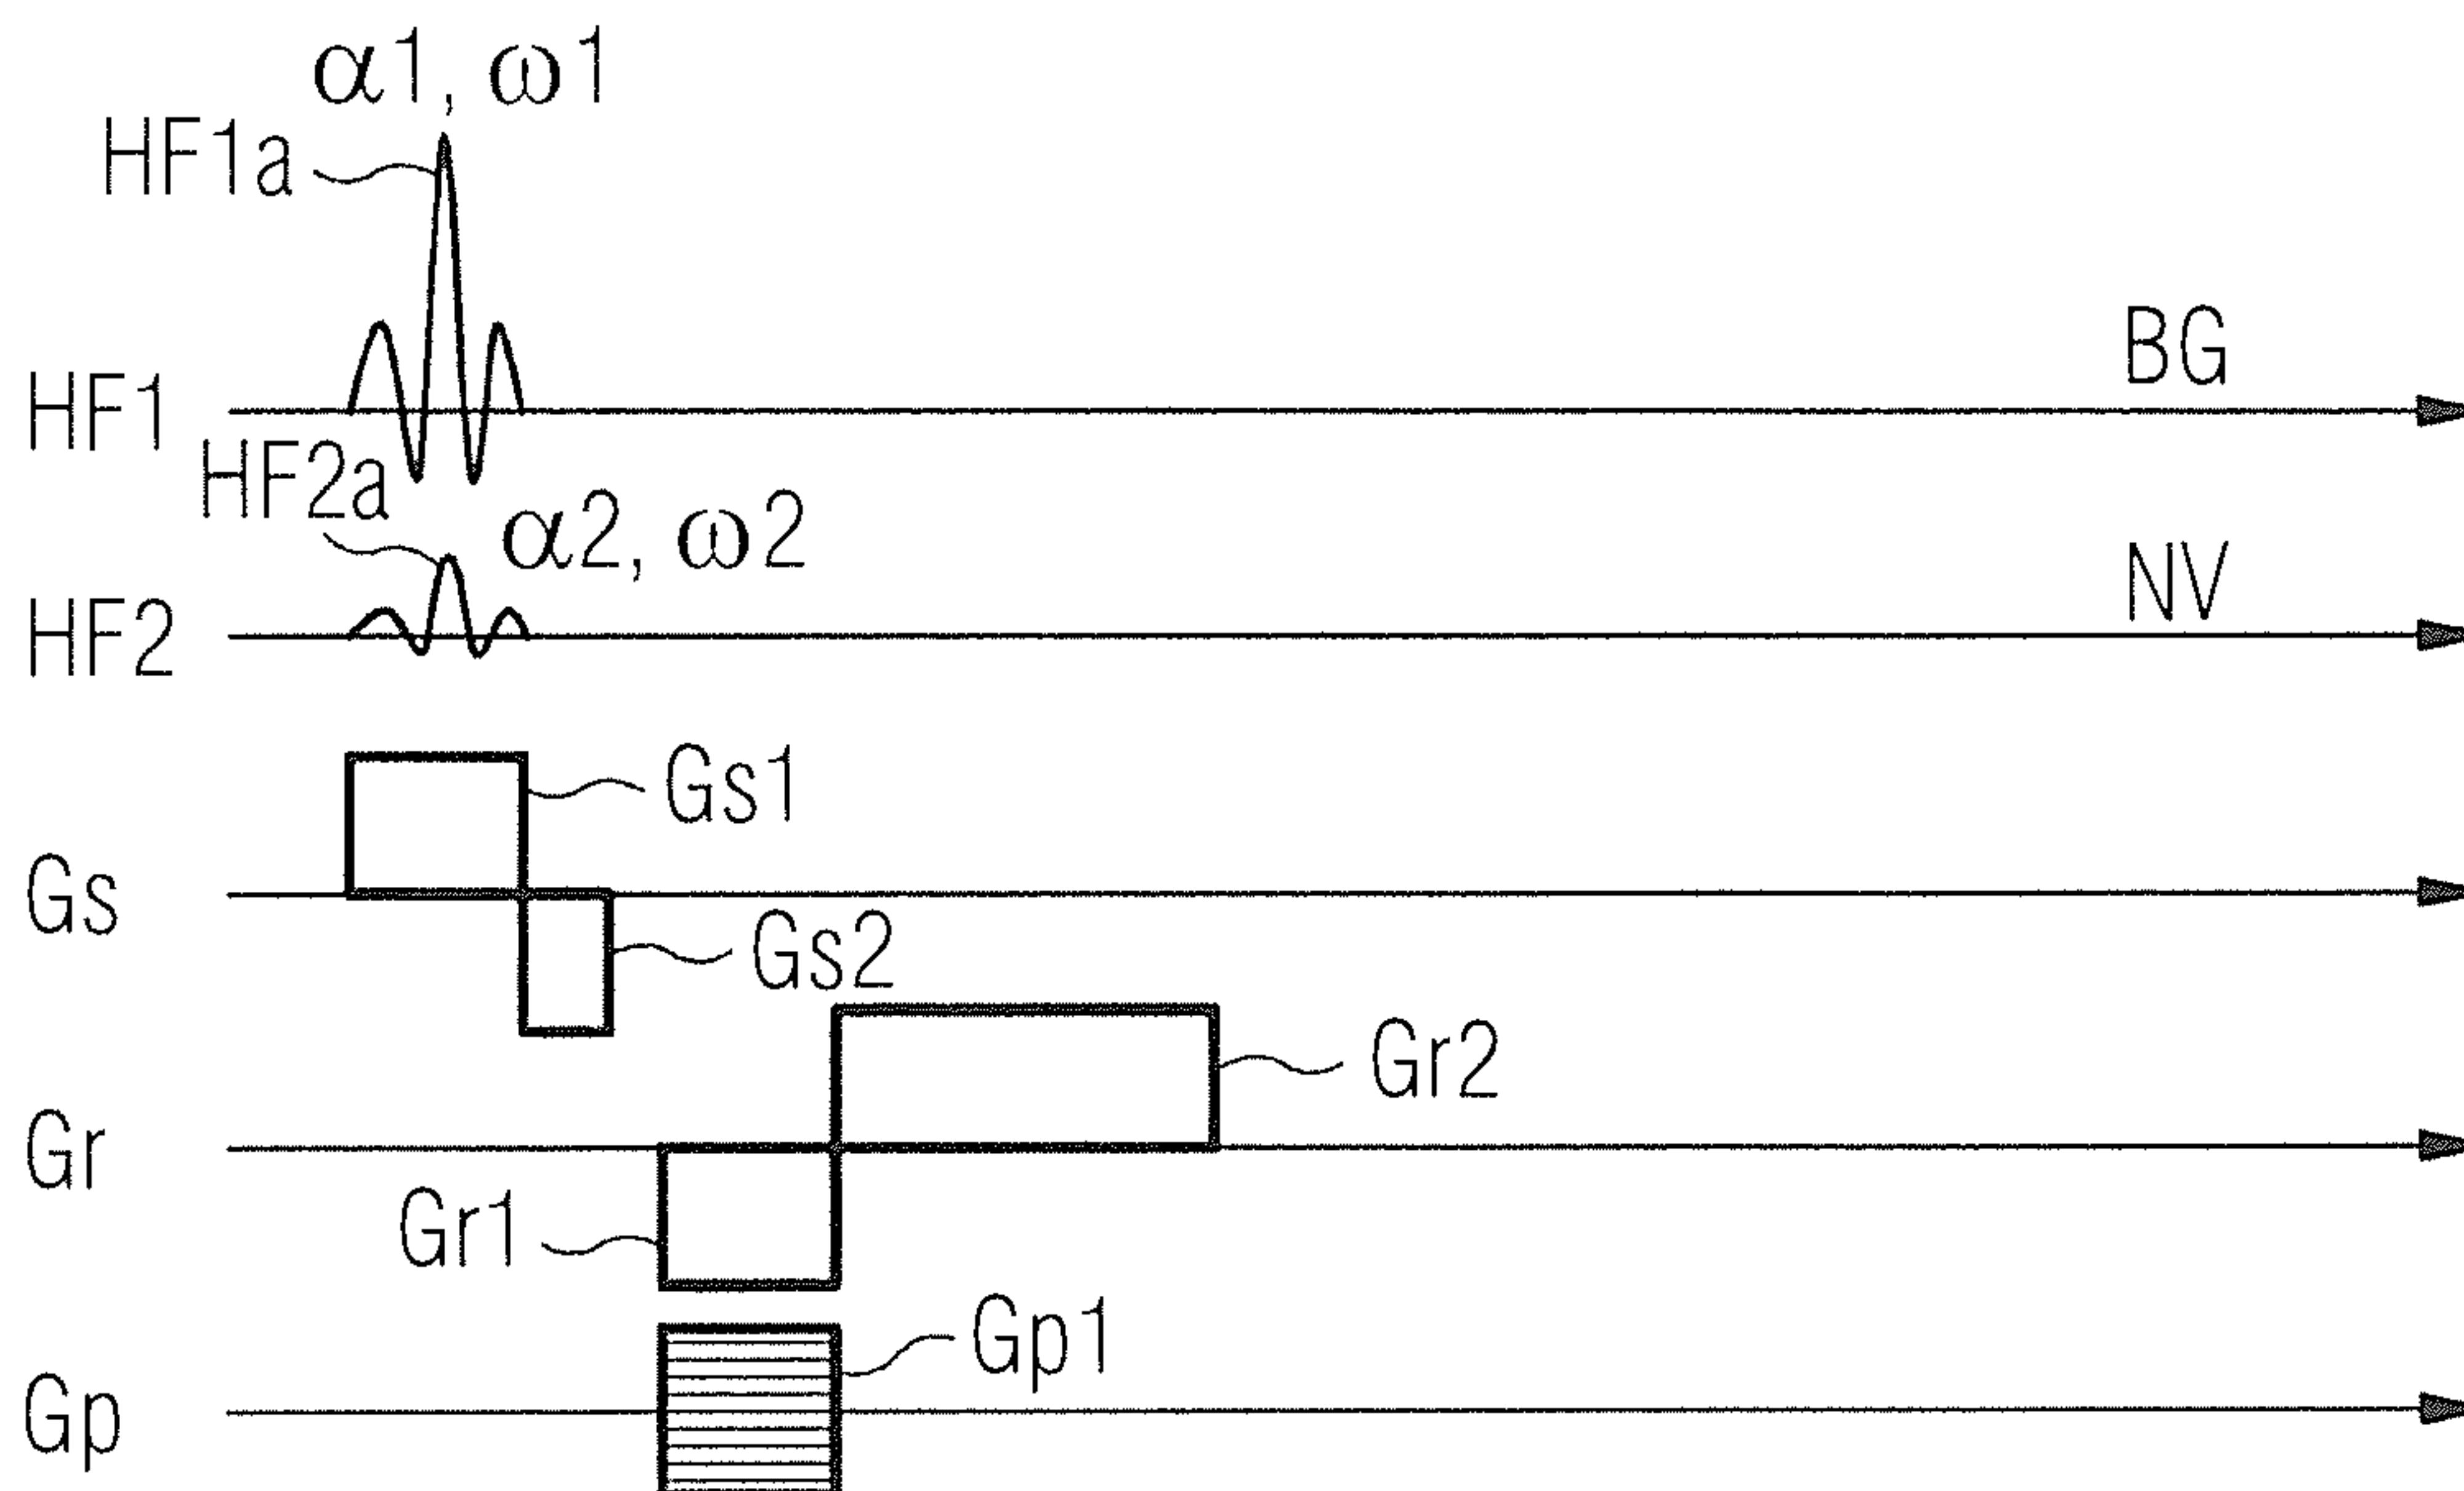 α1, ω1
HF1a
BG
HF1
HF2a
α2, ω2
NV
HF2
Gs1
Gs
Gs2
Gr2
Gr
Gr1
Gp1
Gp